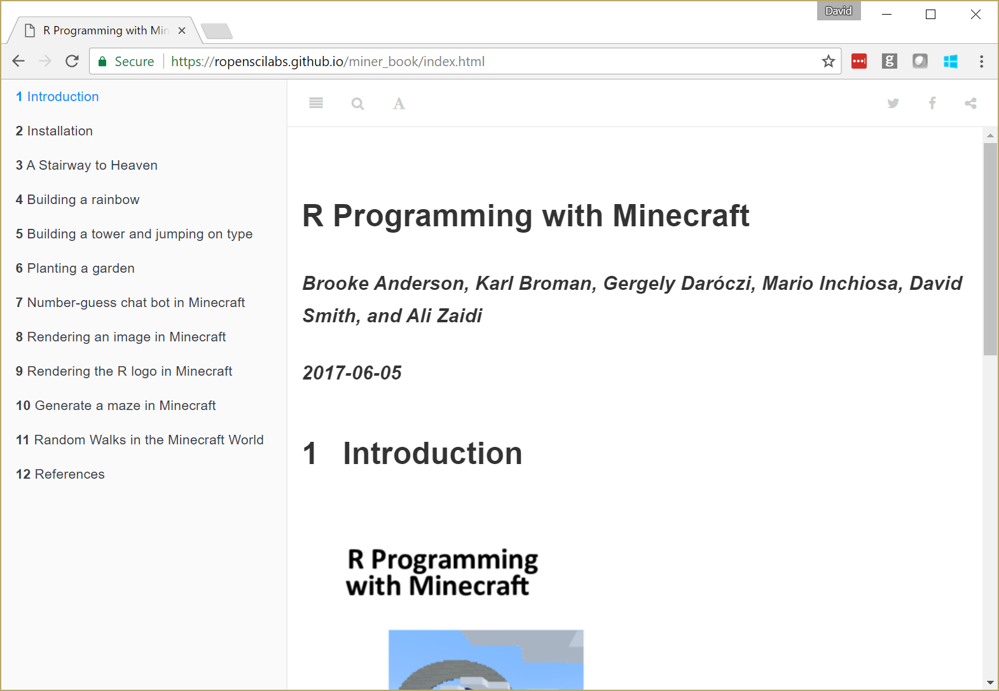 David
R Programming with Min
Secure https://ropenscilabs.github.io/miner_book/index.html
g
1 Introduction
2 Installation
3 A Stairway to Heaven
4 Building a rainbow
5 Building a tower and jumping on type
6 Planting a garden
7 Number-guess chat bot in Minecraft
8 Rendering an image in Minecraft
9 Rendering the R logo in Minecraft
10 Generate a maze in Minecraft
11 Random Walks in the Minecraft World
12 References
A
R Programming with Minecraft
Brooke Anderson, Karl Broman, Gergely Daróczi, Mario Inchiosa, David
Smith, and Ali Zaidi
2017-06-05
1 Introduction
R Programming
with Minecraft